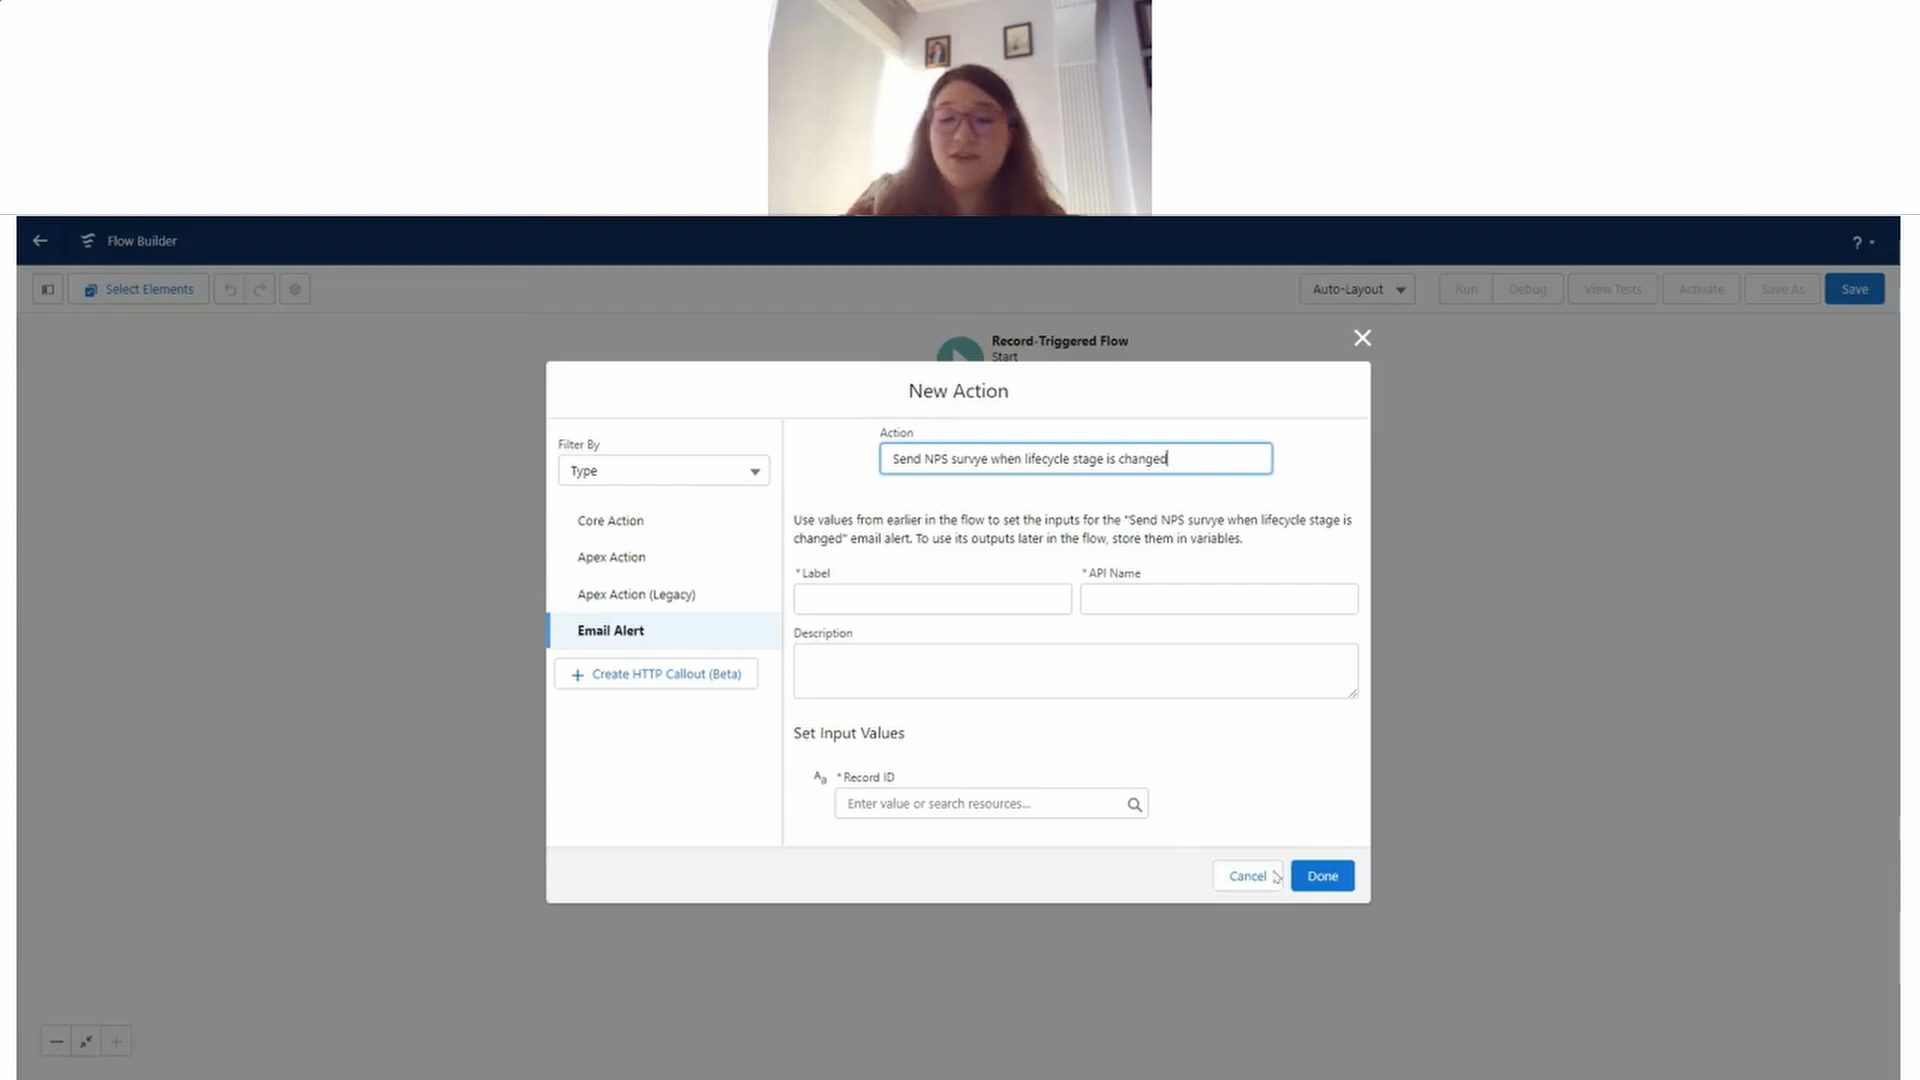 Flow Builder
?
Select Elements
Auto-Layout
Run
Debug
View Tests
Activate
Save As
Save
Record-Triggered Flow
Start
New Action
Filter By
Type
Core Action
Apex Action
Apex Action (Legacy)
Email Alert
+ Create HTTP Callout (Beta)
Action
Send NPS survye when lifecycle stage is changed
Use values from earlier in the flow to set the inputs for the "Send NPS survye when lifecycle stage is
changed" email alert. To use its outputs later in the flow, store them in variables.
* Label
* API Name
Description
Set Input Values
Aa * Record ID
Enter value or search resources...
Cancel
Done